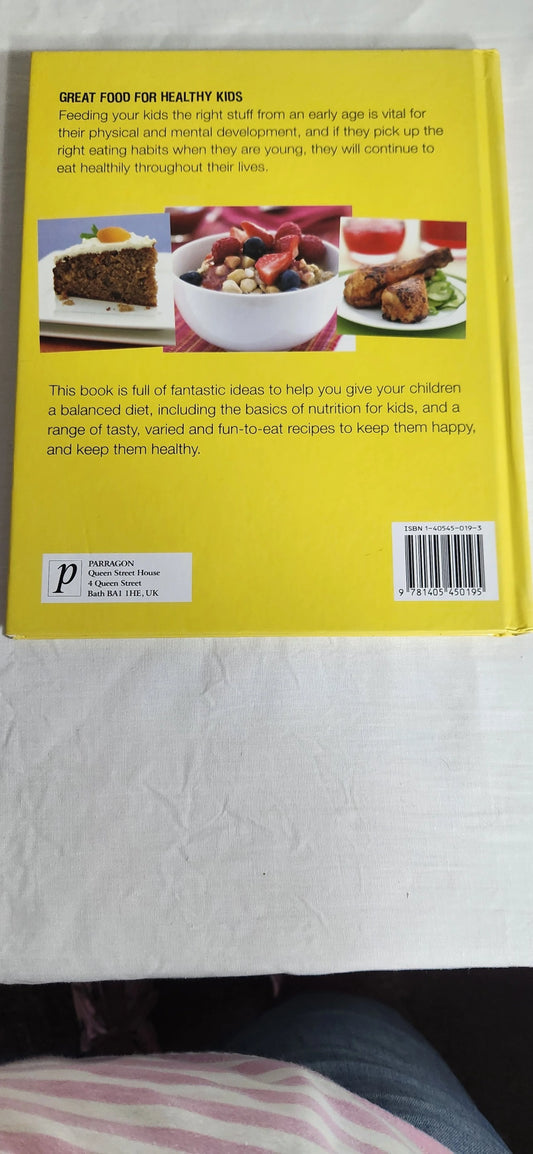 GREAT FOOD FOR HEALTHY KIDS
Feeding your kids the right stuff from an early age is vital for
their physical and mental development, and if they pick up the
right eating habits when they are young, they will continue to
eat healthily throughout their lives.
This book is full of fantastic ideas to help you give your children
a balanced diet, including the basics of nutrition for kids, and a
range of tasty, varied and fun-to-eat recipes to keep them happy,
and keep them healthy.
ISBN 1-40545-019-3
9 781405 450195
p
PARRAGON
Queen Street House
4 Queen Street
Bath BA1 1HE, UK